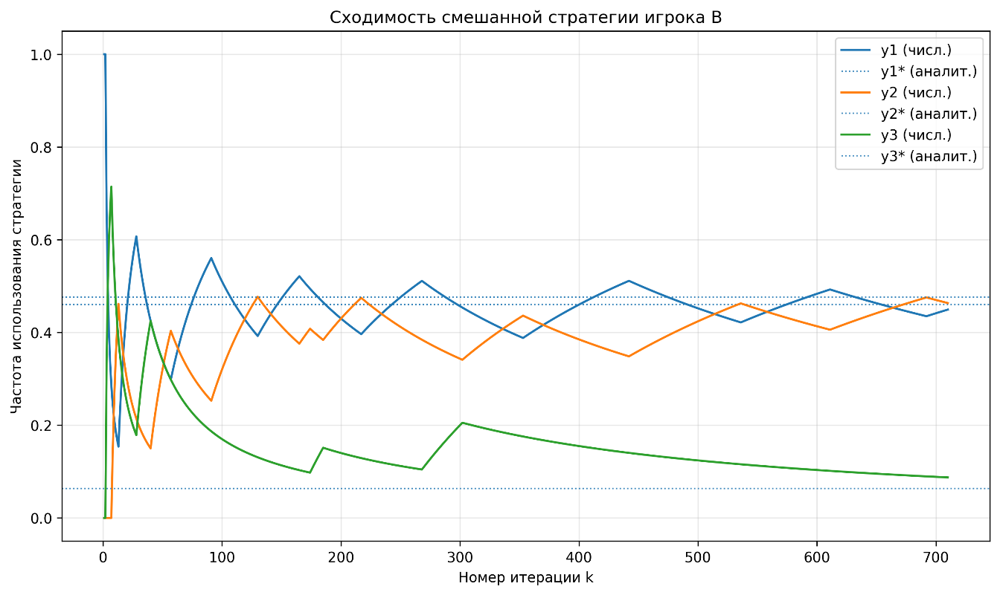 Сходимость смешанной стратегии игрока B
Частота использования стратегии
1.0
0.8
0.6
0.4
0.2
0.0
y1 (числ.)
y1* (аналит.)
y2 (числ.)
y2* (аналит.)
y3 (числ.)
y3* (аналит.)
0 100 200 300 400 500 600 700
Номер итерации k